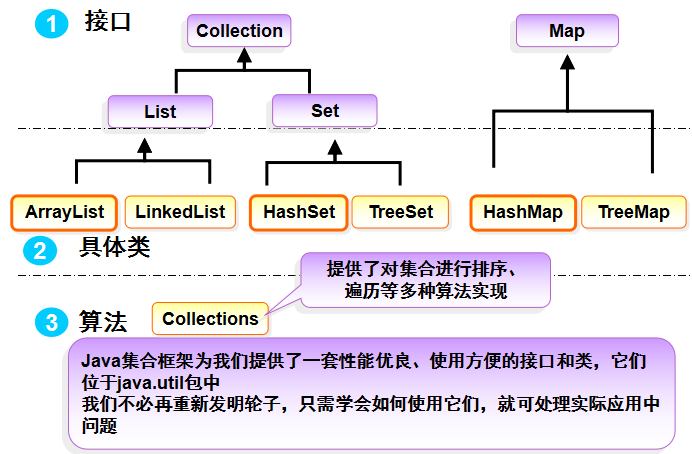 1 接口
Collection
Map
List
Set
ArrayList
LinkedList
HashSet
TreeSet
HashMap
TreeMap
2 具体类
提供了对集合进行排序、
遍历等多种算法实现
3 算法
Collections
Java集合框架为我们提供了一套性能优良、使用方便的接口和类，它们
位于java.util包中
我们不必再重新发明轮子，只需学会如何使用它们，就可处理实际应用中
问题